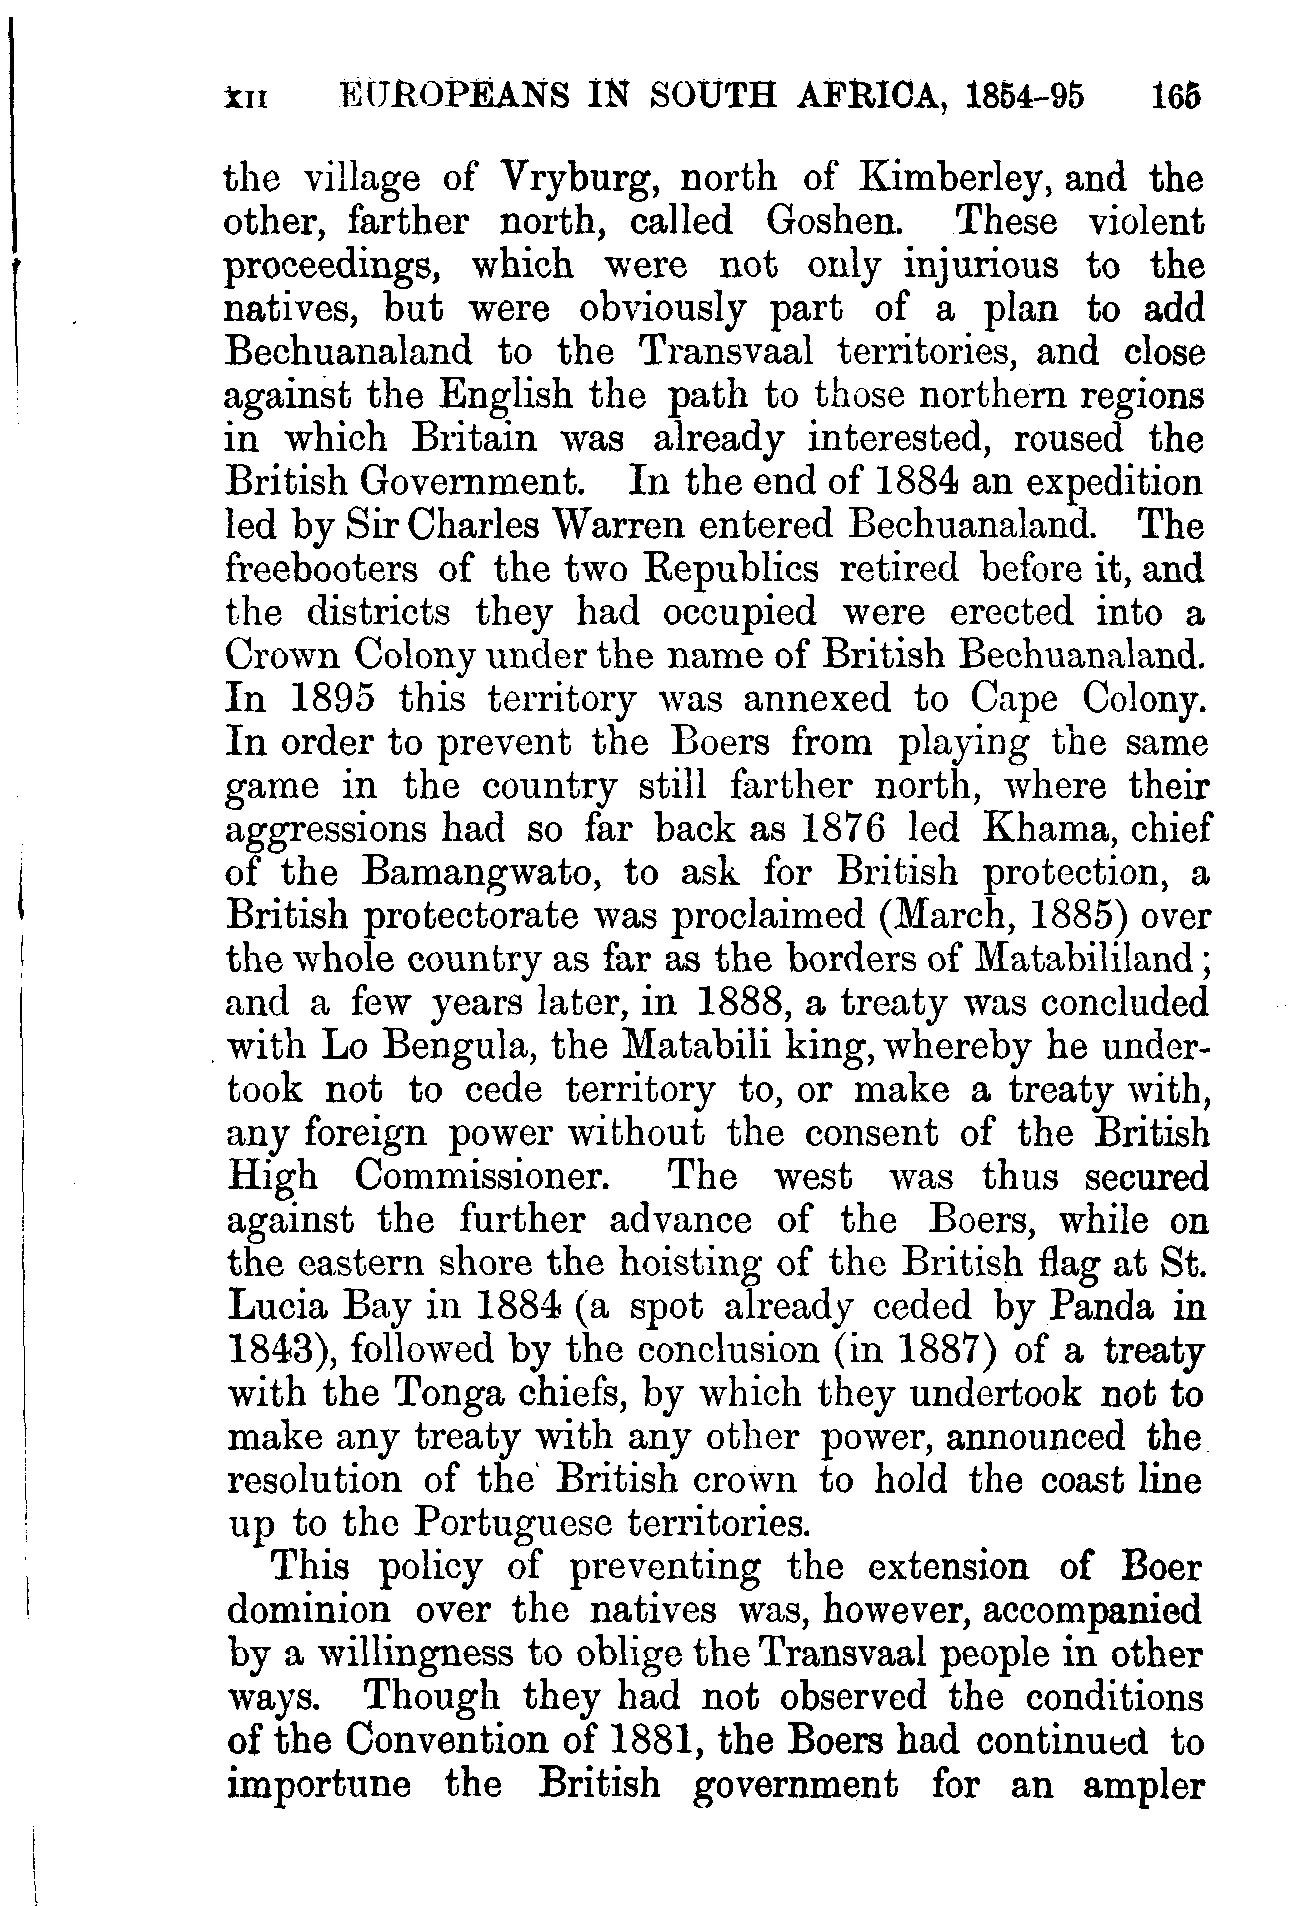 XII EUROPEANS IN SOUTH AFRICA, 1854–95 165
the village of Vryburg, north of Kimberley, and the
other, farther north, called Goshen. These violent
proceedings, which were not only injurious to the
natives, but were obviously part of a plan to add
Bechuanaland to the Transvaal territories, and close
against the English the path to those northern regions
in which Britain was already interested, roused the
British Government. In the end of 1884 an expedition
led by Sir Charles Warren entered Bechuanaland. The
freebooters of the two Republics retired before it, and
the districts they had occupied were erected into a
Crown Colony under the name of British Bechuanaland.
In 1895 this territory was annexed to Cape Colony.
In order to prevent the Boers from playing the same
game in the country still farther north, where their
aggressions had so far back as 1876 led Khama, chief
of the Bamangwato, to ask for British protection, a
British protectorate was proclaimed (March, 1885) over
the whole country as far as the borders of Matabililand;
and a few years later, in 1888, a treaty was concluded
with Lo Bengula, the Matabili king, whereby he under-
took not to cede territory to, or make a treaty with,
any foreign power without the consent of the British
High Commissioner. The west was thus secured
against the further advance of the Boers, while on
the eastern shore the hoisting of the British flag at St.
Lucia Bay in 1884 (a spot already ceded by Panda in
1843), followed by the conclusion (in 1887) of a treaty
with the Tonga chiefs, by which they undertook not to
make any treaty with any other power, announced the
resolution of the British crown to hold the coast line
up to the Portuguese territories.
This policy of preventing the extension of Boer
dominion over the natives was, however, accompanied
by a willingness to oblige the Transvaal people in other
ways. Though they had not observed the conditions
of the Convention of 1881, the Boers had continued to
importune the British government for an ampler